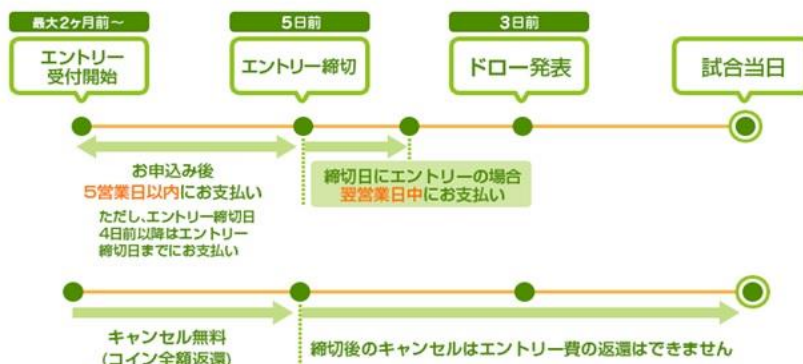 最大2ヶ月前～
エントリー
受付開始
5日前
エントリー締切
3日前
ドロー発表
試合当日
お申込み後
5営業日以内にお支払い
ただし、エントリー締切日
4日前以降はエントリー
締切日までにお支払い
締切日にエントリーの場合
翌営業日中にお支払い
キャンセル無料
(コイン全額返還)
締切後のキャンセルはエントリー費の返還はできません